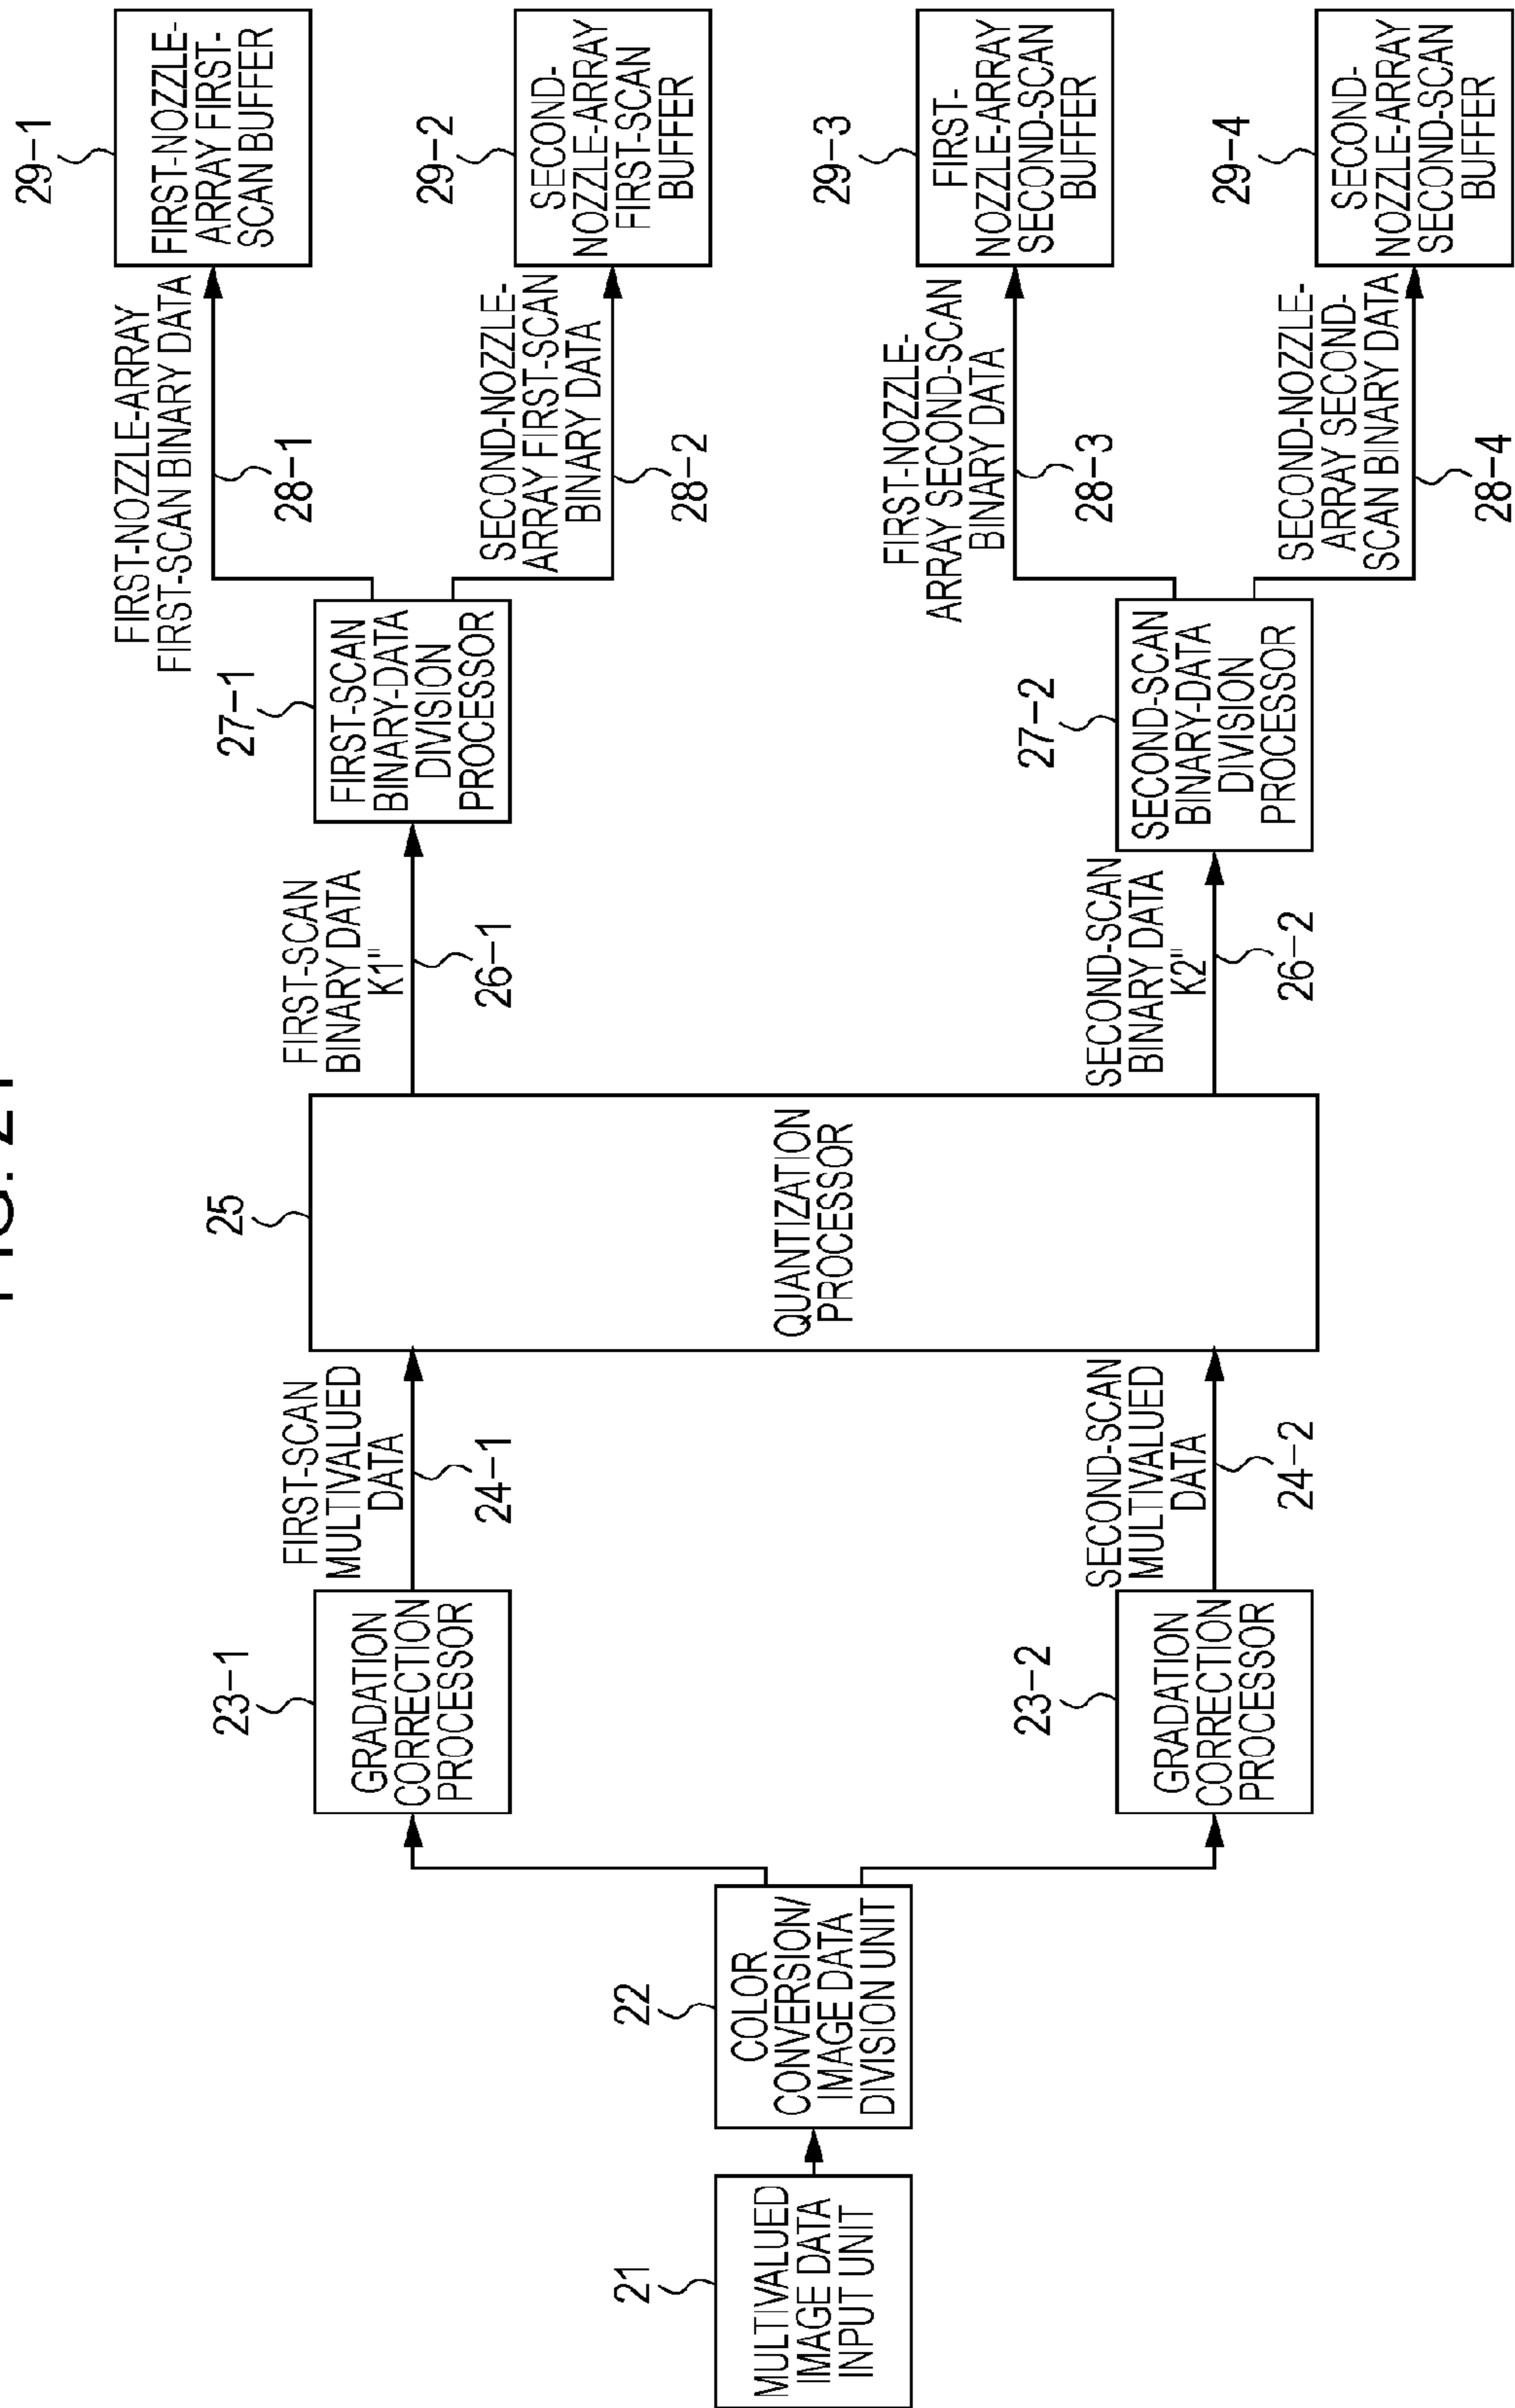 21
MULTIVALUED
IMAGE DATA
INPUT UNIT
22
COLOR
CONVERSION/
IMAGE DATA
DIVISION UNIT
23-1
GRADATION
CORRECTION
PROCESSOR
23-2
GRADATION
CORRECTION
PROCESSOR
FIRST-SCAN
MULTIVALUED
DATA
24-1
SECOND-SCAN
MULTIVALUED
DATA
24-2
25
QUANTIZATION
PROCESSOR
FIRST-SCAN
BINARY DATA
K1"
26-1
SECOND-SCAN
BINARY DATA
K2"
26-2
27-1
FIRST-SCAN
BINARY-DATA
DIVISION
PROCESSOR
27-2
SECOND-SCAN
BINARY-DATA
DIVISION
PROCESSOR
FIRST-NOZZLE-ARRAY
FIRST-SCAN BINARY DATA
28-1
SECOND-NOZZLE-
ARRAY FIRST-SCAN
BINARY DATA
28-2
FIRST-NOZZLE-
ARRAY SECOND-SCAN
BINARY DATA
28-3
SECOND-NOZZLE-
ARRAY SECOND-
SCAN BINARY DATA
28-4
29-1
FIRST-NOZZLE-
ARRAY FIRST-
SCAN BUFFER
29-2
SECOND-
NOZZLE-ARRAY
FIRST-SCAN
BUFFER
29-3
FIRST-
NOZZLE-ARRAY
SECOND-SCAN
BUFFER
29-4
SECOND-
NOZZLE-ARRAY
SECOND-SCAN
BUFFER